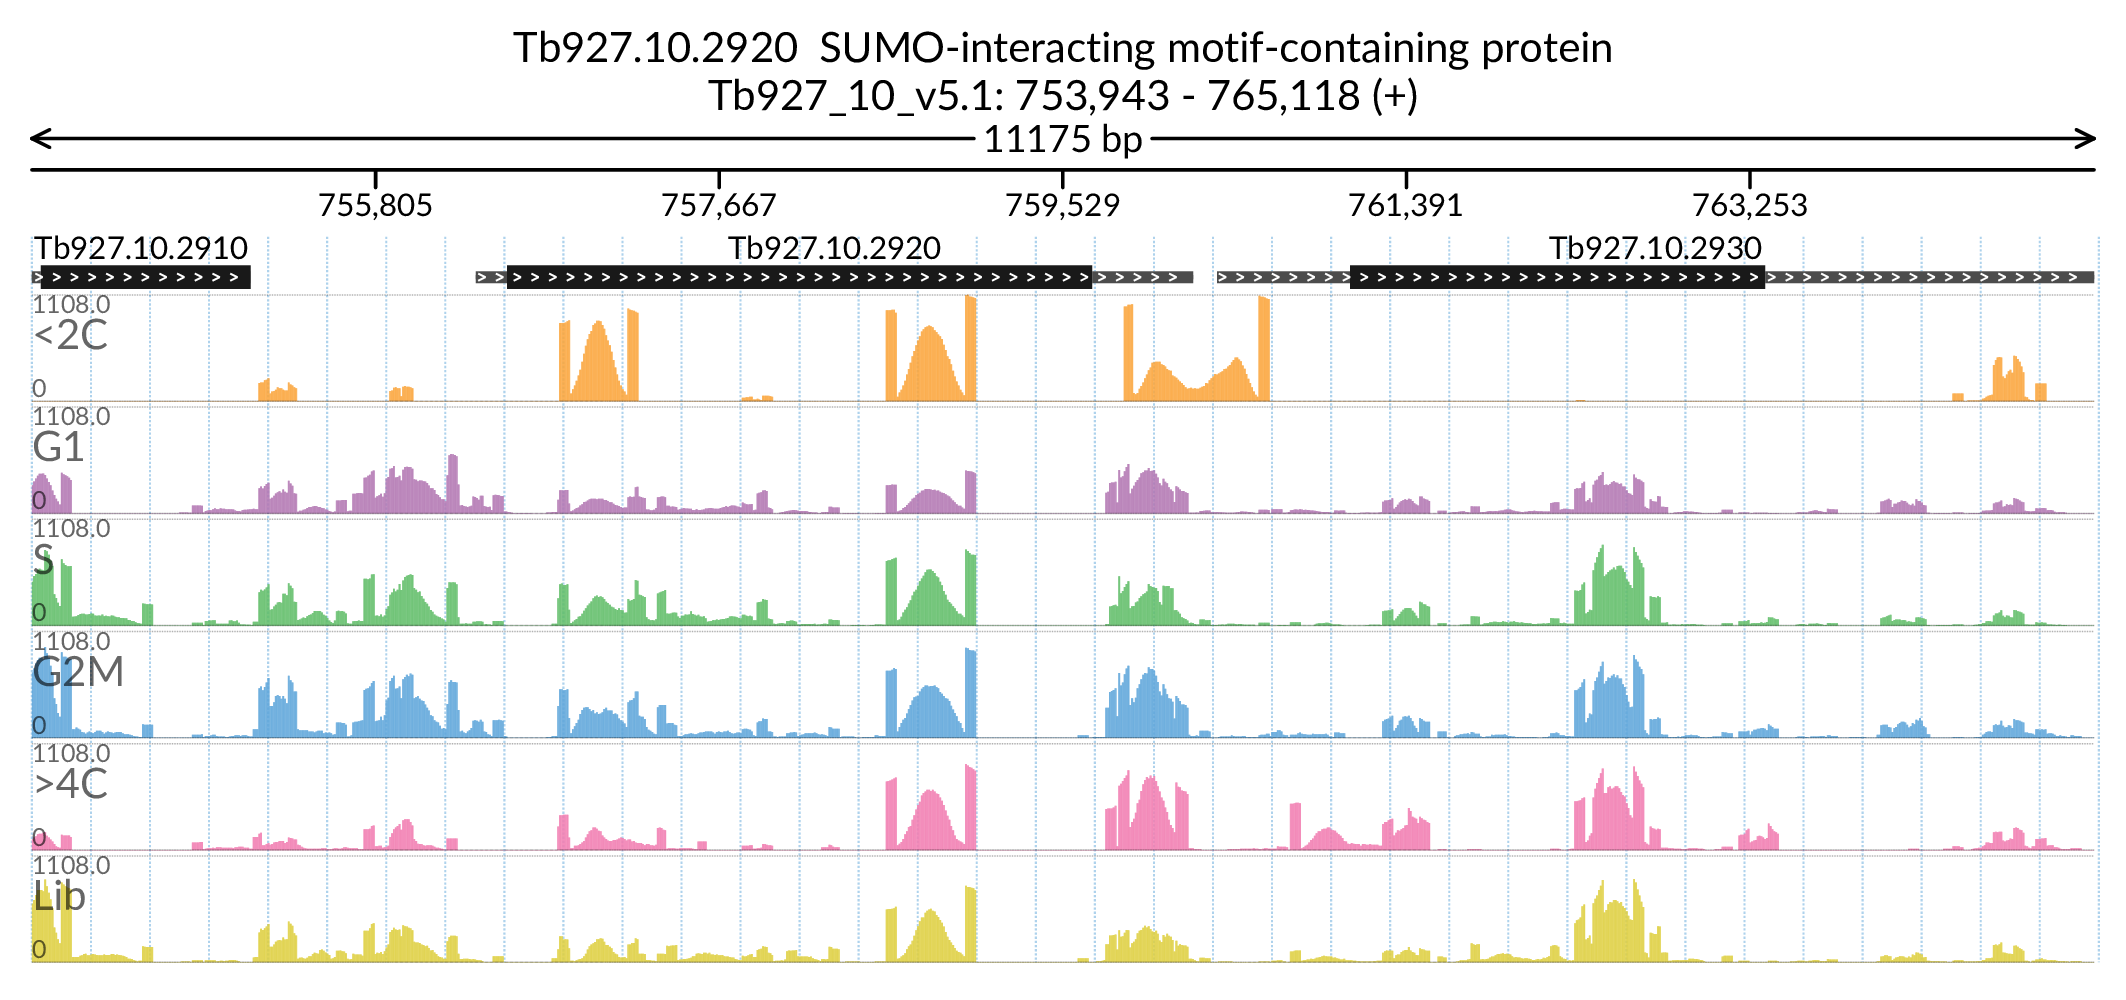 Tb927.10.2920  SUMO-interacting motif-containing protein
Tb927_10_v5.1: 753,943 - 765,118 (+)
11175 bp
755,805 757,667 759,529 761,391 763,253
Tb927.10.2910 Tb927.10.2920 Tb927.10.2930
1108.0
<2C
0
1108.0
G1
0
1108.0
S
0
1108.0
G2M
0
1108.0
>4C
0
1108.0
Lib
0